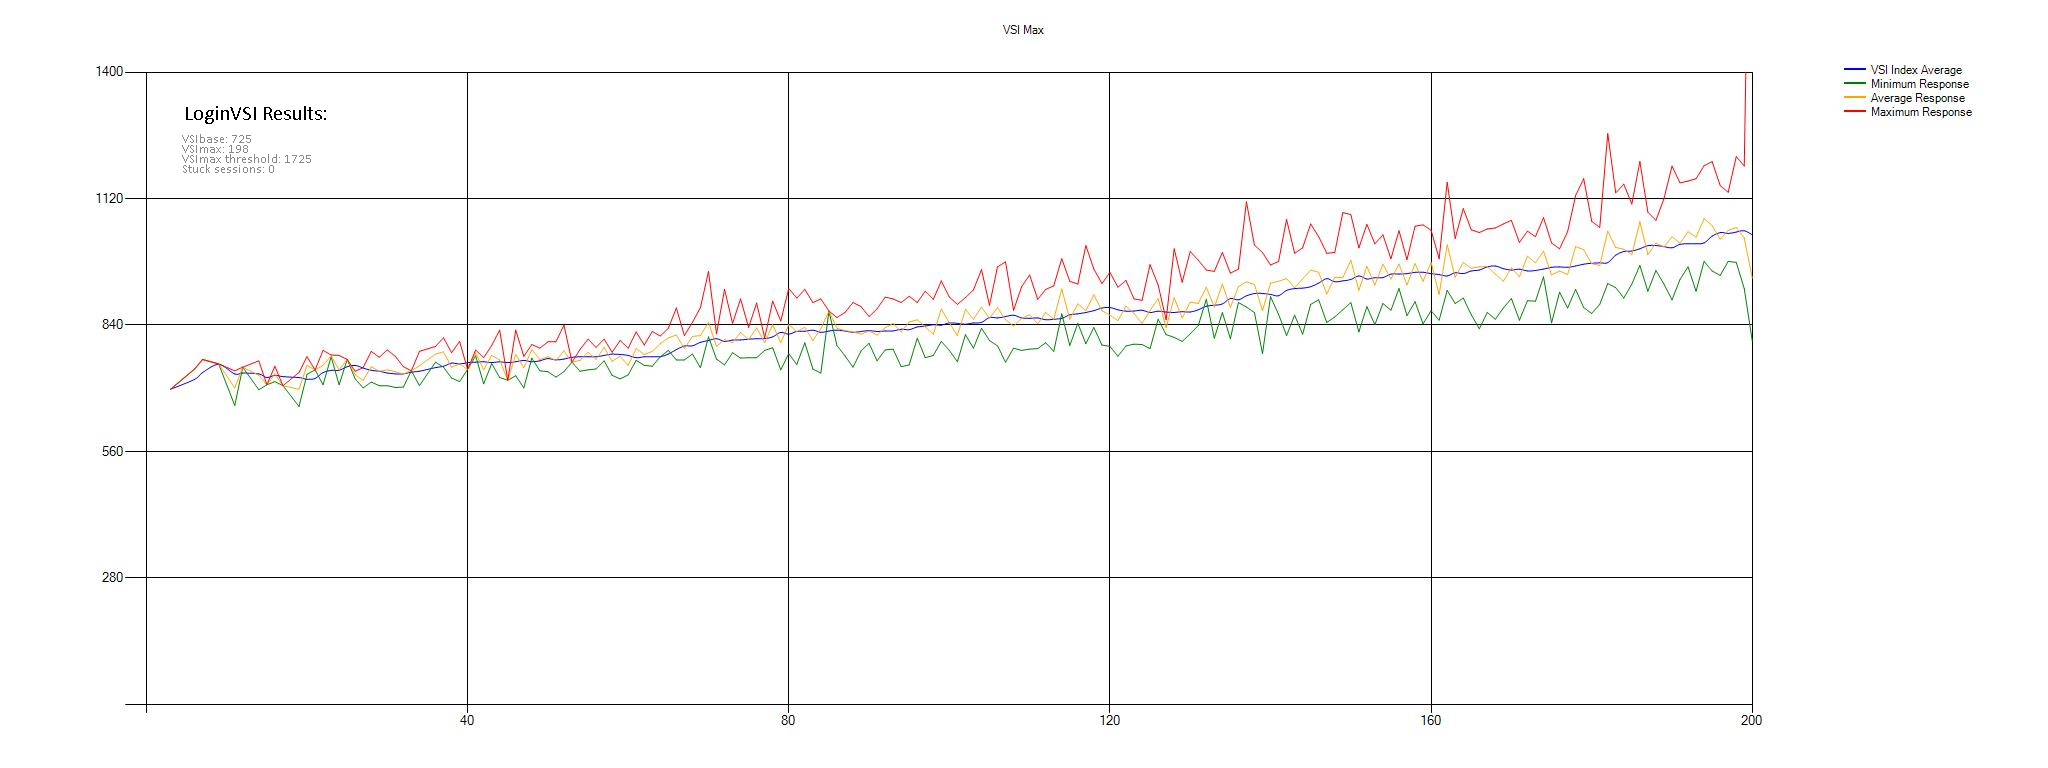 VSI Max
1400
1120
840
560
280
40
80
120
160
200
LoginVSI Results:
VSIbase: 725
VSImax: 198
VSImax threshold: 1725
Stuck sessions: 0
VSI Index Average
Minimum Response
Average Response
Maximum Response